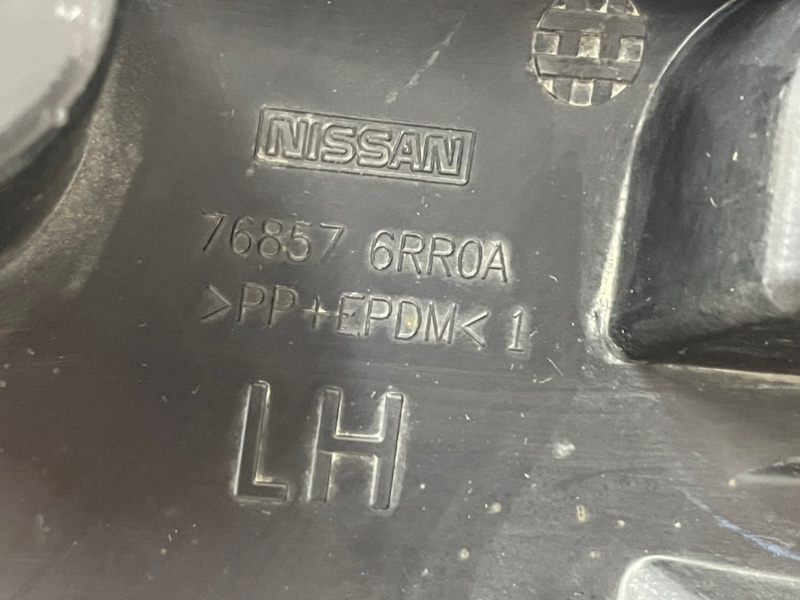 NISSAN
76857 6RR0A
>PP+EPDM< 1
LH